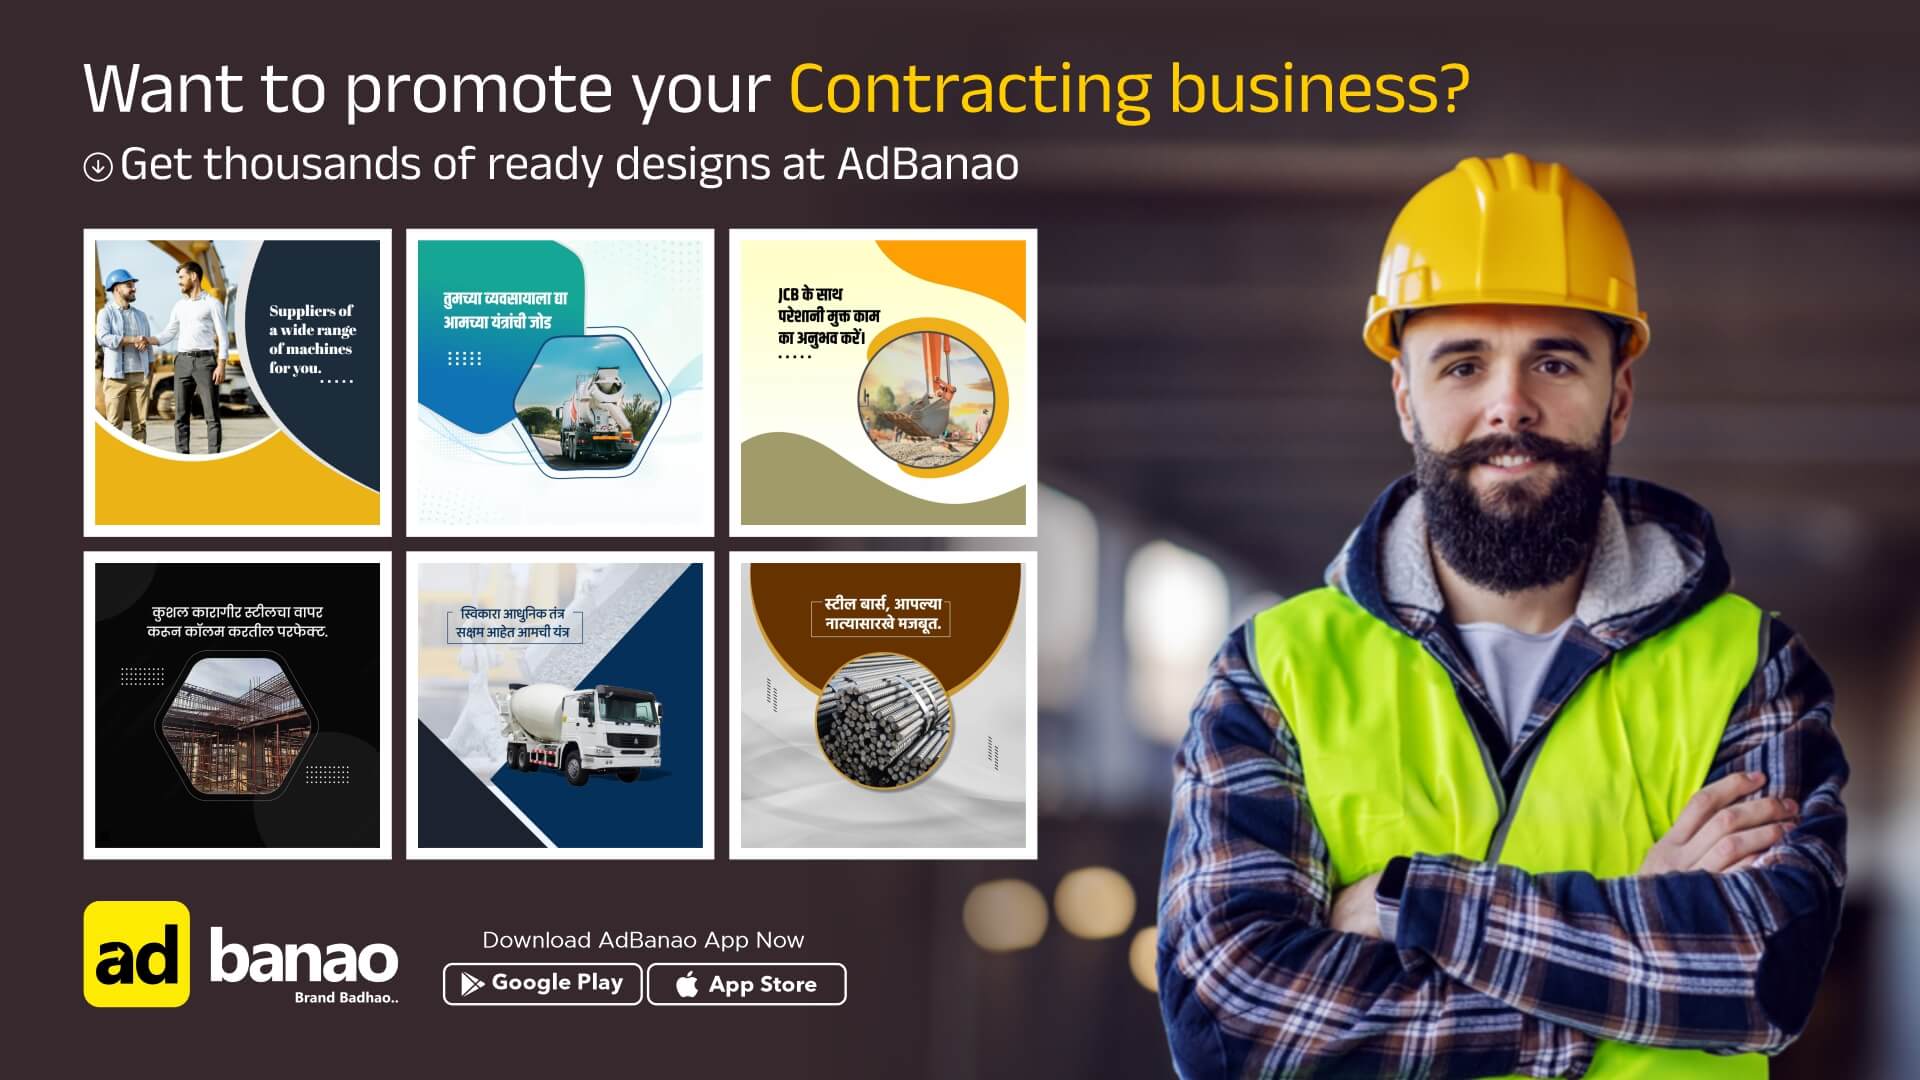 Want to promote your Contracting business?
Get thousands of ready designs at AdBanao
Suppliers of
a wide range
of machines
for you.
तुमच्या व्यवसायाला द्या
आमच्या यंत्रांची जोड
JCB के साथ
परेशानी मुक्त काम
का अनुभव करें।
कुशल कारागीर स्टीलचा वापर
करून कॉलम करतील परफेक्ट.
स्विकारा आधुनिक तंत्र
सक्षम आहेत आमची यंत्र
स्टील बार्स, आपल्या
नात्यासारखे मजबूत.
ad banao
Brand Badhao..
Download AdBanao App Now
Google Play
App Store